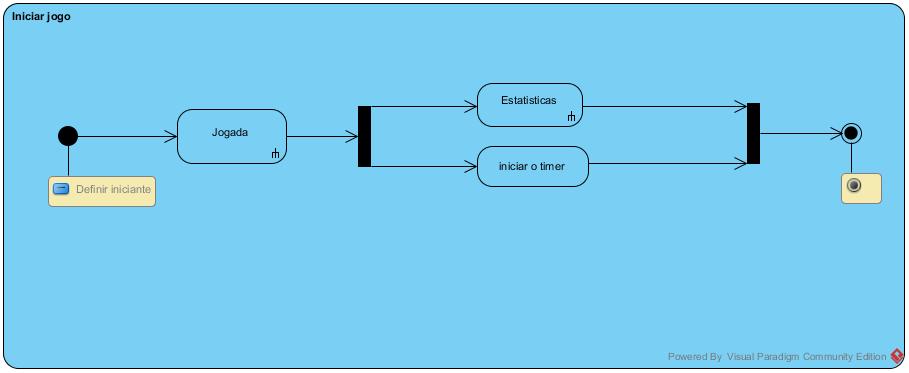 Iniciar jogo
Estatisticas
Jogada
iniciar o timer
Definir iniciante
Powered By Visual Paradigm Community Edition